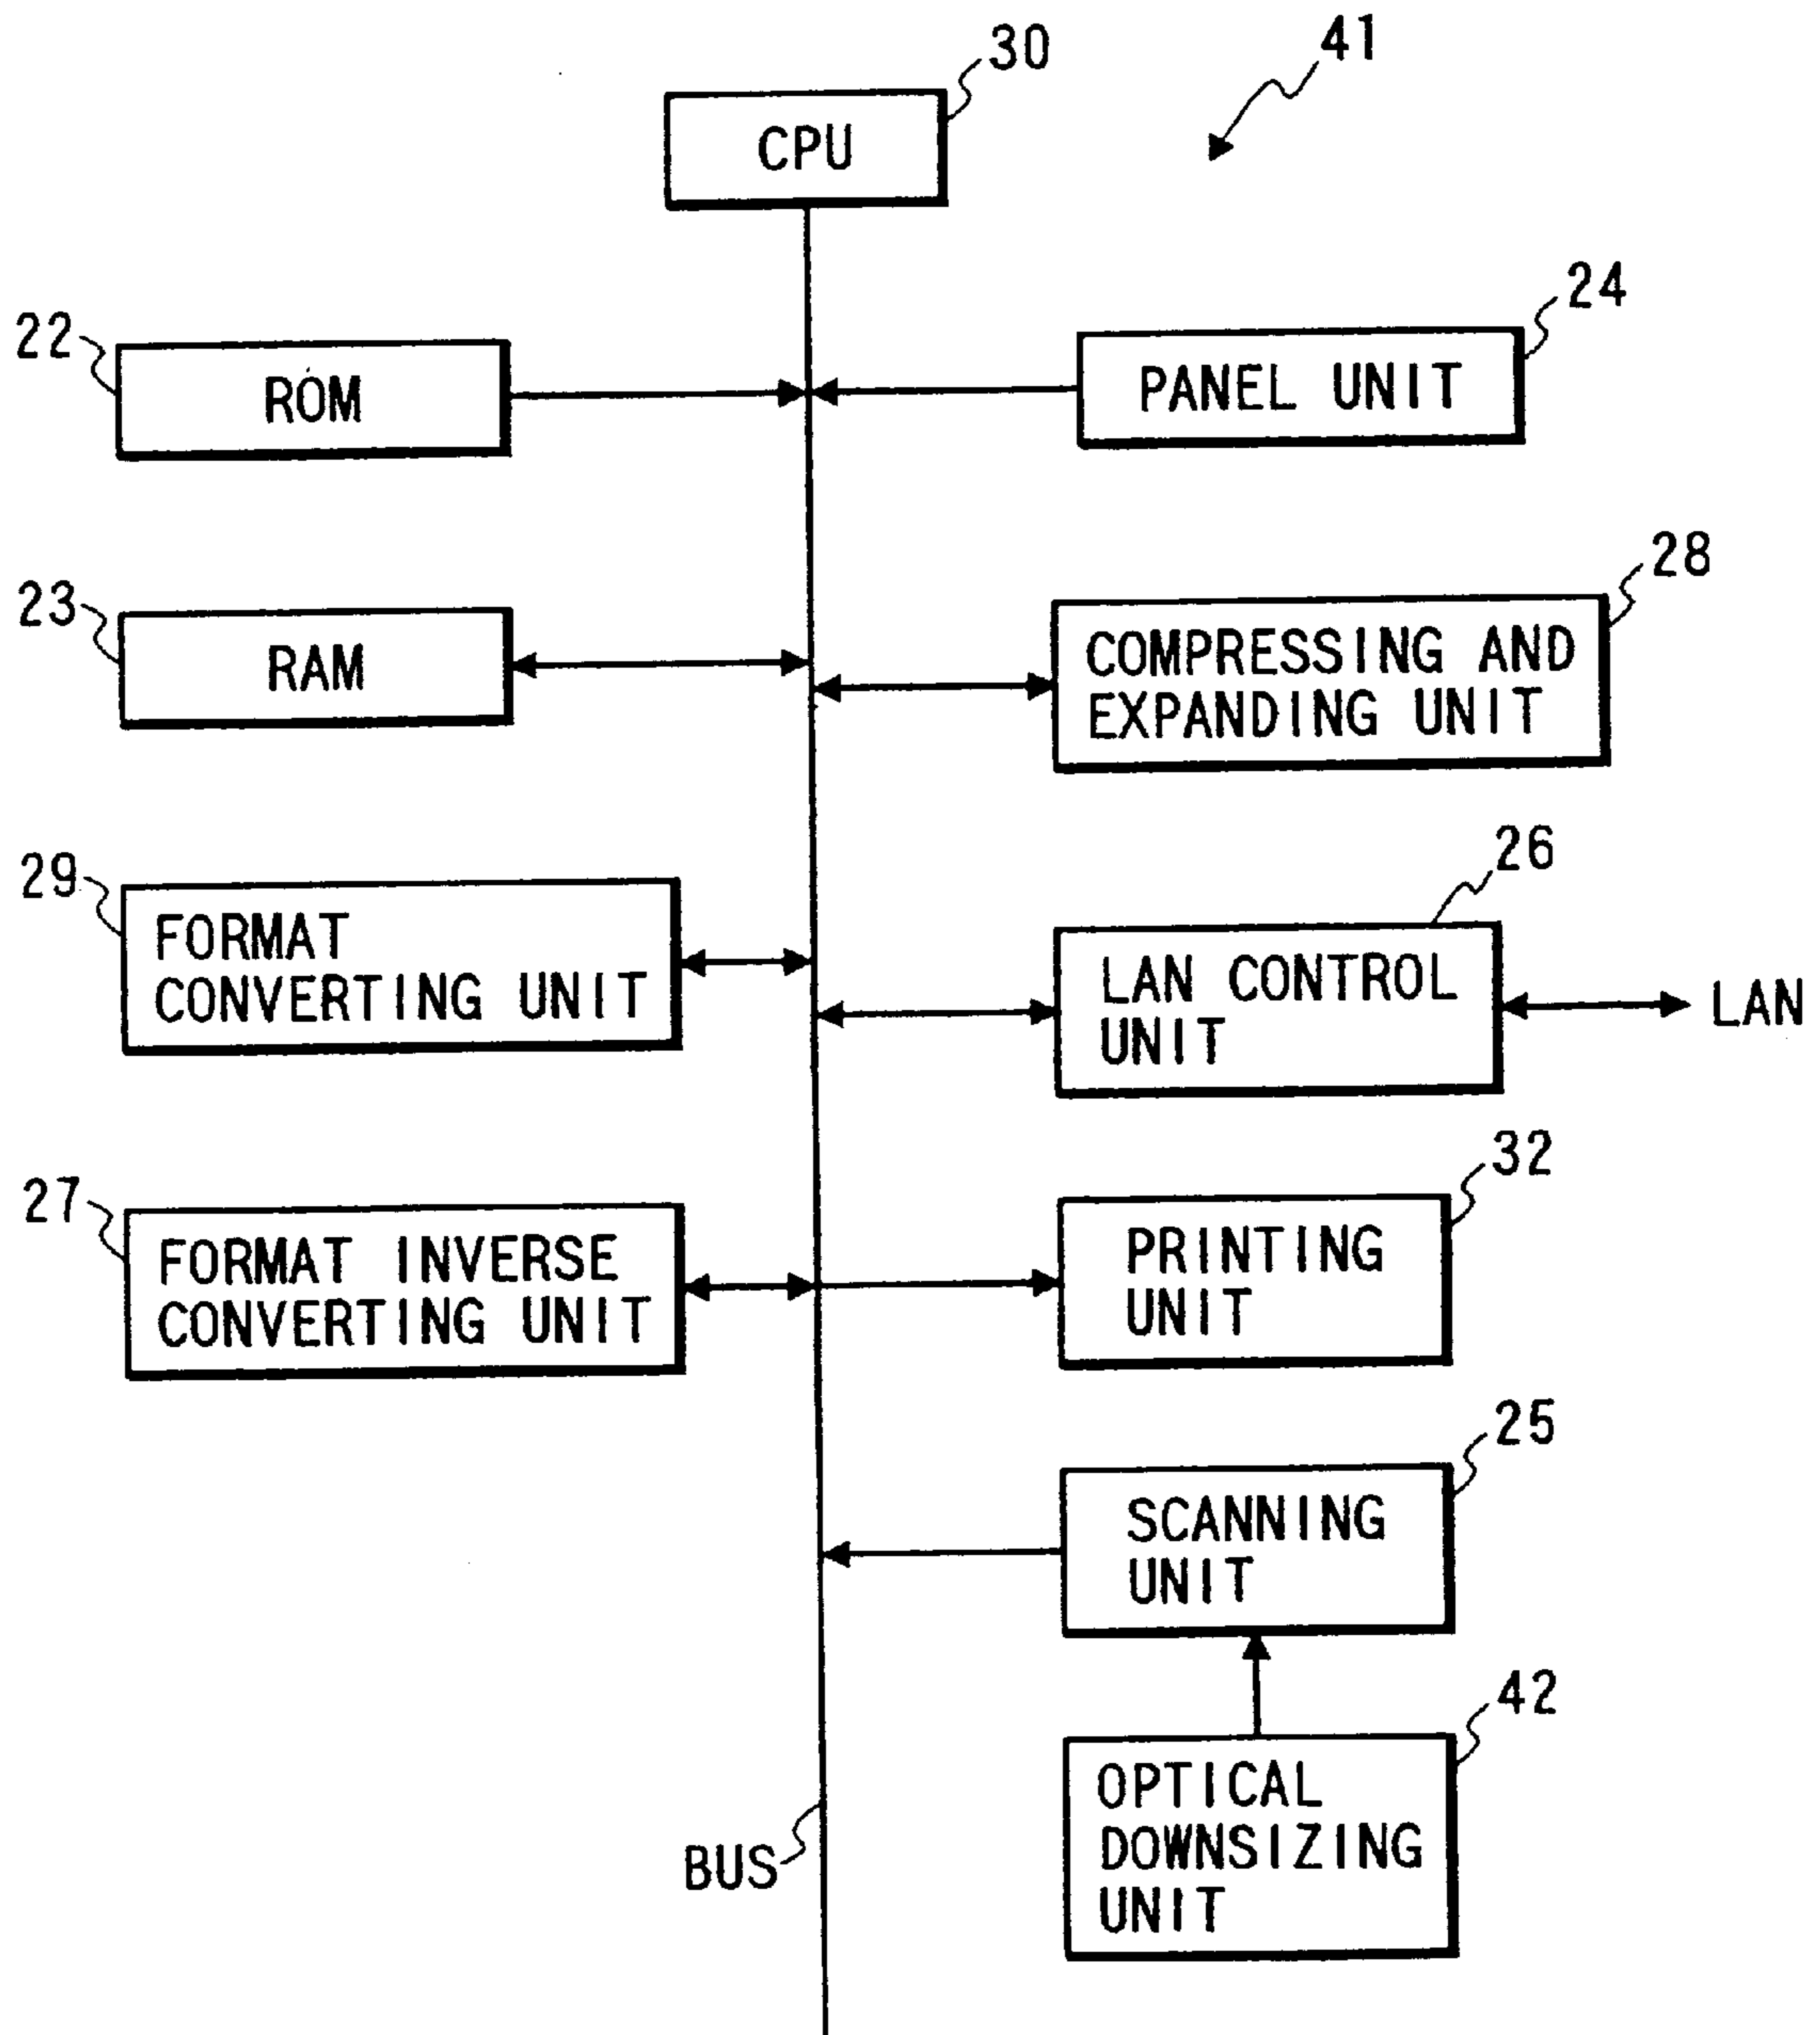 30
41
CPU
22
ROM
24
PANEL UNIT
23
RAM
28
COMPRESSING AND
EXPANDING UNIT
29
FORMAT
CONVERTING UNIT
26
LAN CONTROL
UNIT
LAN
27
FORMAT INVERSE
CONVERTING UNIT
32
PRINTING
UNIT
25
SCANNING
UNIT
42
OPTICAL
DOWNSIZING
UNIT
BUS